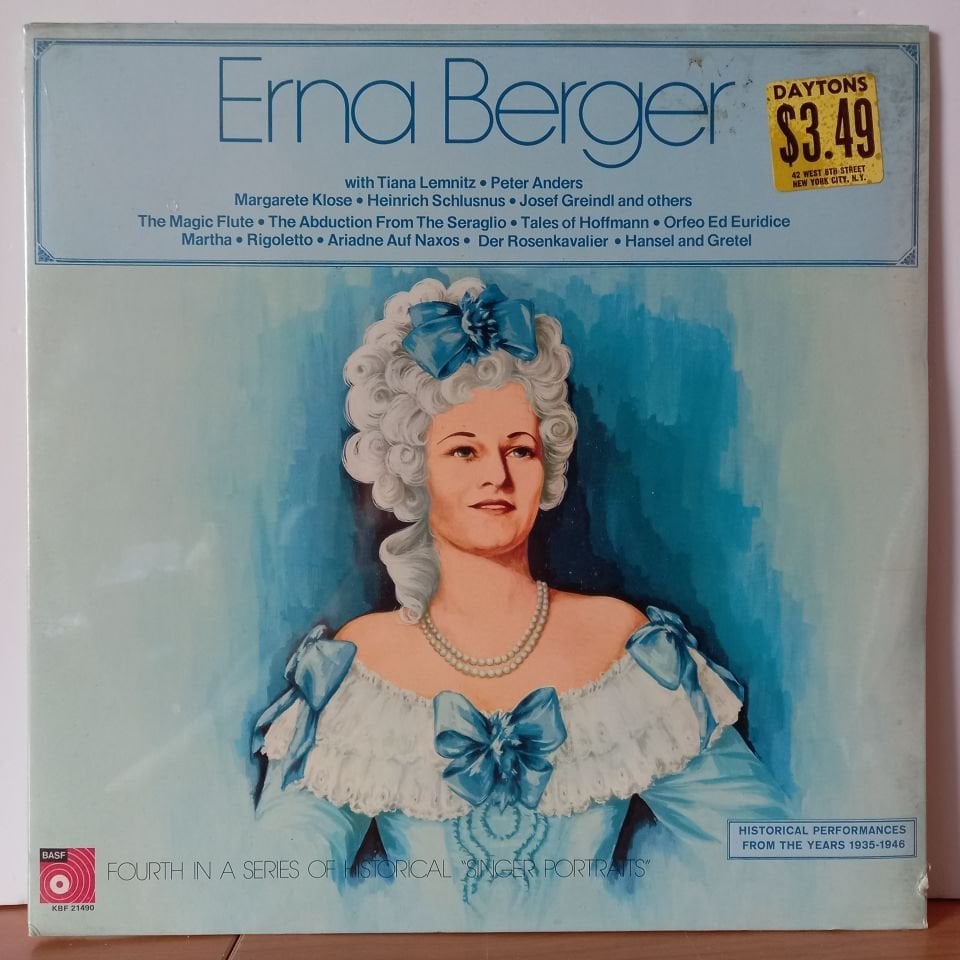 Erna Berger
DAYTONS
$3.49
42 WEST 8TH STREET
NEW YORK CITY, N.Y.
with Tiana Lemnitz • Peter Anders
Margarete Klose • Heinrich Schlusnus • Josef Greindl and others
The Magic Flute • The Abduction From The Seraglio • Tales of Hoffmann • Orfeo Ed Euridice
Martha • Rigoletto • Ariadne Auf Naxos • Der Rosenkavalier • Hansel and Gretel
HISTORICAL PERFORMANCES
FROM THE YEARS 1935-1946
BASF
FOURTH IN A SERIES OF HISTORICAL "SINGER PORTRAITS"
KBF 21490